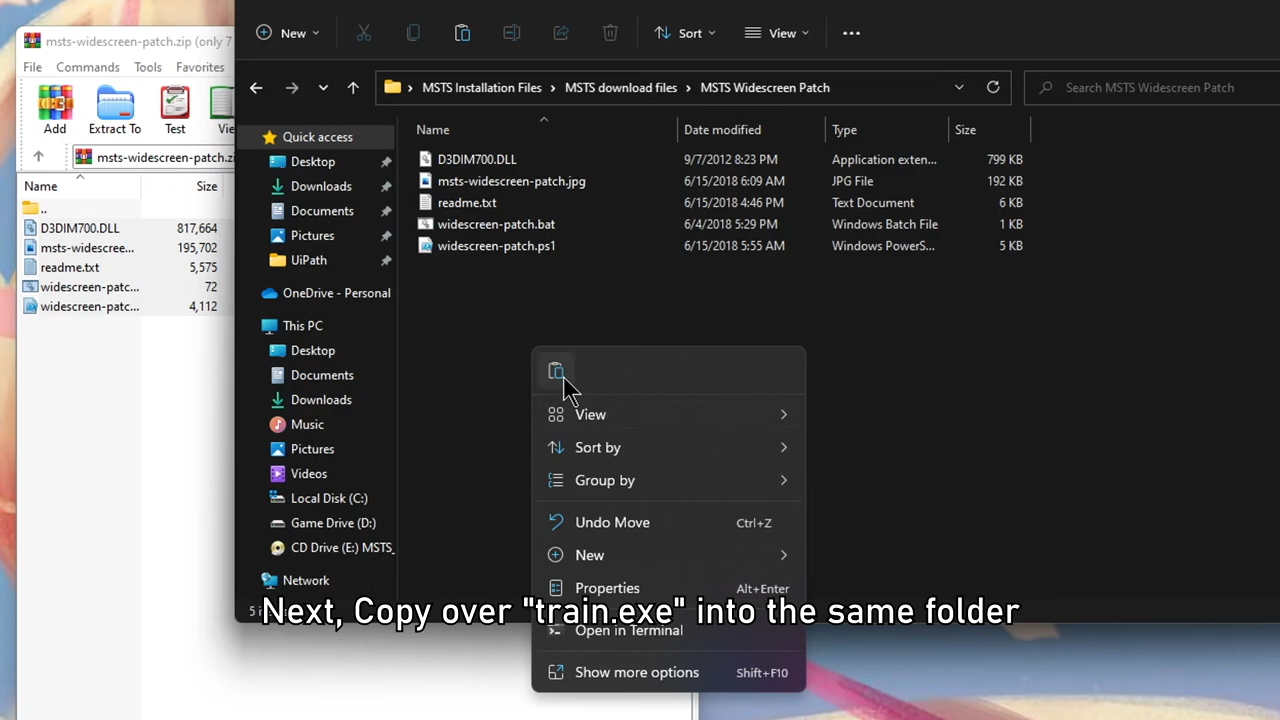 msts-widescreen-patch.zip (only 7
File Commands Tools Favorites
Add Extract To Test Vie
msts-widescreen-patch.zi
Name Size
..
D3DIM700.DLL 817,664
msts-widescree... 195,702
readme.txt 5,575
widescreen-patc... 72
widescreen-patc... 4,112
New Sort View
MSTS Installation Files MSTS download files MSTS Widescreen Patch Search MSTS Widescreen Patch
Quick access
Desktop
Downloads
Documents
Pictures
UiPath
OneDrive - Personal
This PC
Desktop
Documents
Downloads
Music
Pictures
Videos
Local Disk (C:)
Game Drive (D:)
CD Drive (E:) MSTS_
Network
Name Date modified Type Size
D3DIM700.DLL 9/7/2012 8:23 PM Application exten... 799 KB
msts-widescreen-patch.jpg 6/15/2018 6:09 AM JPG File 192 KB
readme.txt 6/15/2018 4:46 PM Text Document 6 KB
widescreen-patch.bat 6/4/2018 5:29 PM Windows Batch File 1 KB
widescreen-patch.ps1 6/15/2018 5:55 AM Windows PowerS... 5 KB
View
Sort by
Group by
Undo Move Ctrl+Z
New
Properties Alt+Enter
Open in Terminal
Show more options Shift+F10
Next, Copy over "train.exe" into the same folder